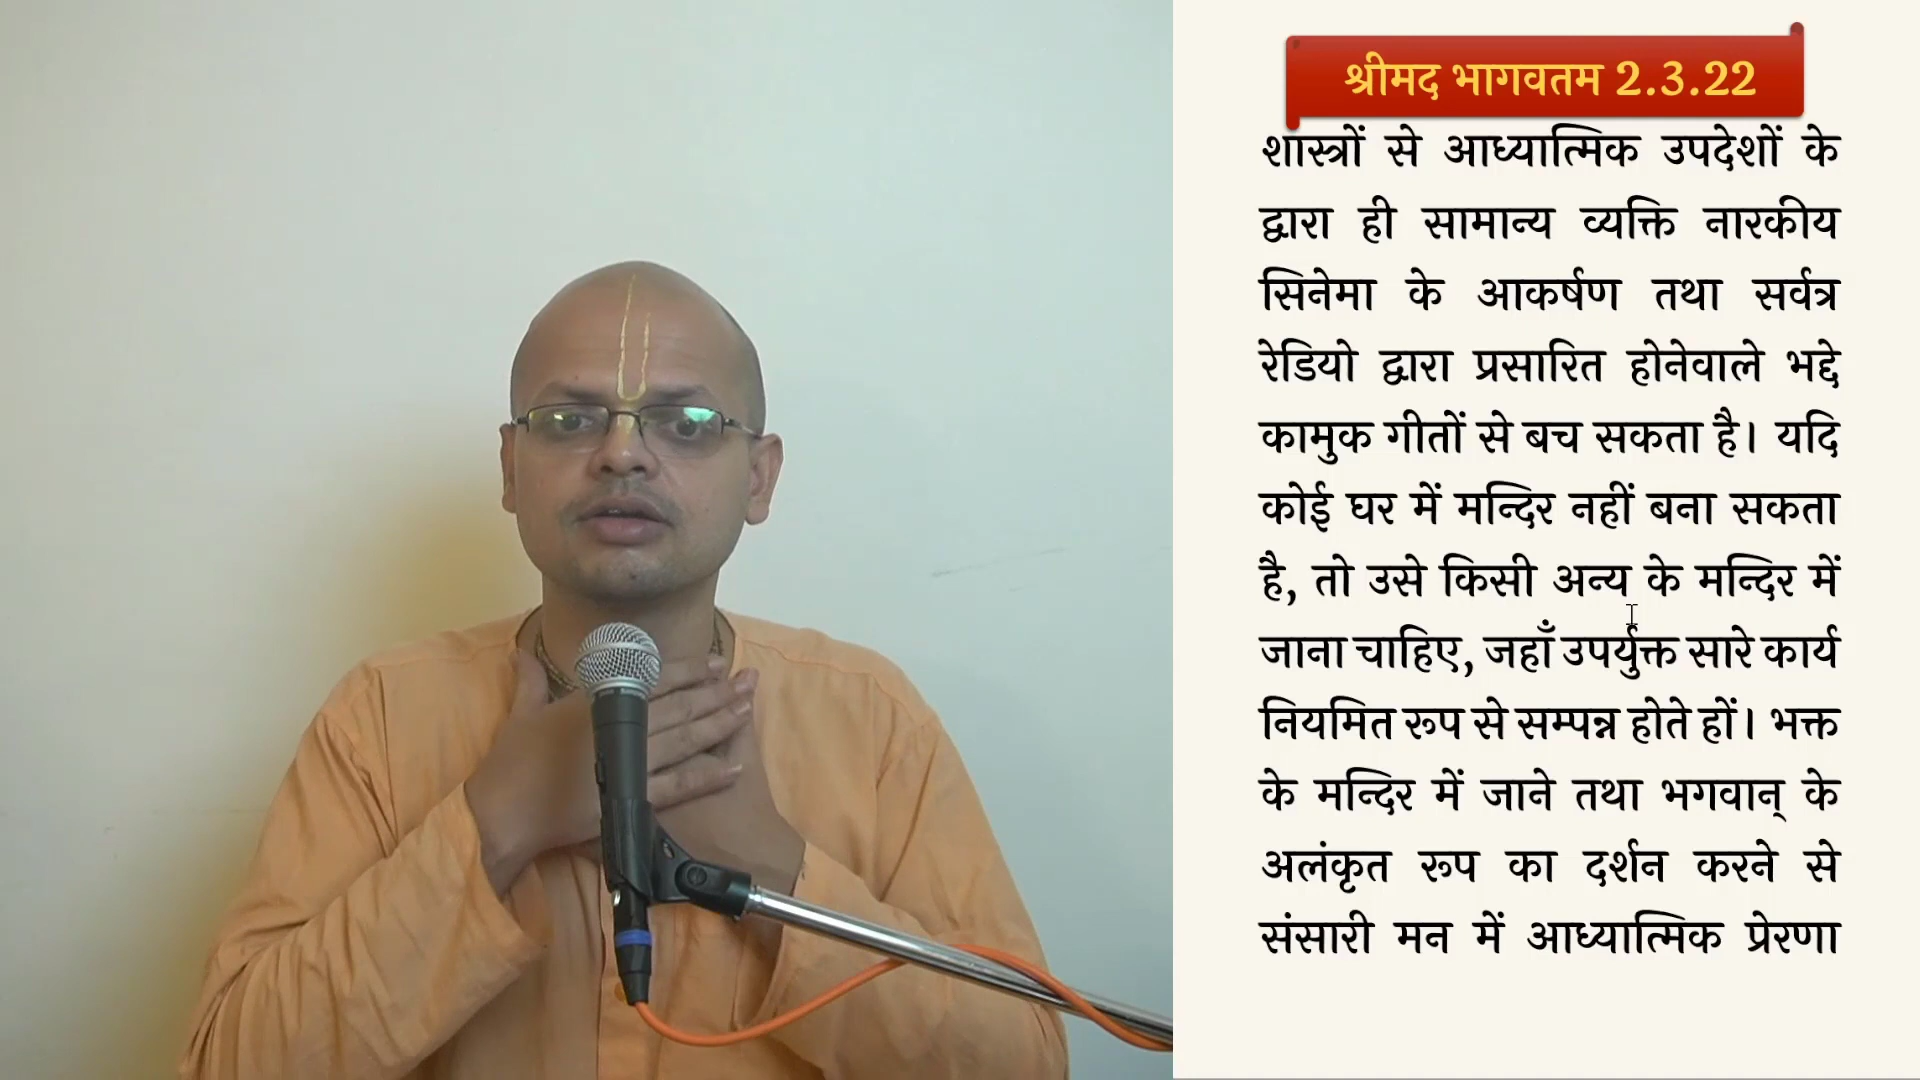 श्रीमद भागवतम 2.3.22
शास्त्रों से आध्यात्मिक उपदेशों के
द्वारा ही सामान्य व्यक्ति नारकीय
सिनेमा के आकर्षण तथा सर्वत्र
रेडियो द्वारा प्रसारित होनेवाले भद्दे
कामुक गीतों से बच सकता है। यदि
कोई घर में मन्दिर नहीं बना सकता
है, तो उसे किसी अन्य के मन्दिर में
जाना चाहिए, जहाँ उपर्युक्त सारे कार्य
नियमित रूप से सम्पन्न होते हों। भक्त
के मन्दिर में जाने तथा भगवान् के
अलंकृत रूप का दर्शन करने से
संसारी मन में आध्यात्मिक प्रेरणा